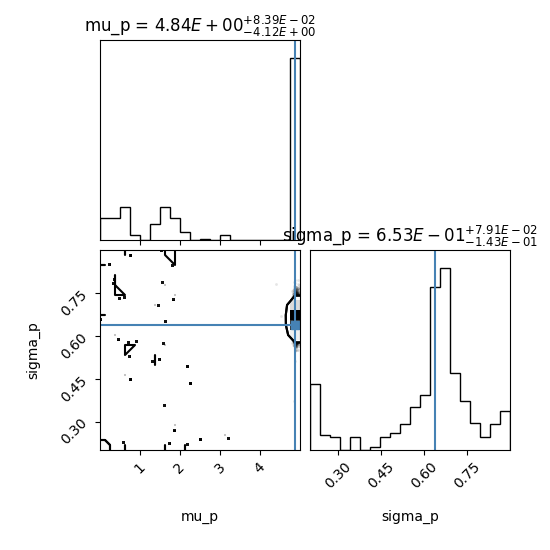 mu_p = 4.84E + 00+8.39E − 02
−4.12E + 00
sigma_p = 6.53E − 01+7.91E − 02
−1.43E − 01
0.75
0.60
0.45
0.30
sigma_p
1 2 3 4
0.30 0.45 0.60 0.75
mu_p sigma_p